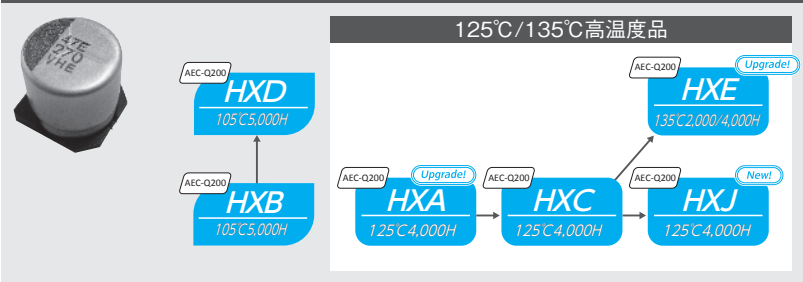 47E
270
VHE
125℃/135℃高温度品
AEC-Q200
HXD
105℃5,000H
AEC-Q200
HXB
105℃5,000H
AEC-Q200
Upgrade!
HXE
135℃2,000/4,000H
AEC-Q200
Upgrade!
HXA
125℃4,000H
AEC-Q200
HXC
125℃4,000H
AEC-Q200
New!
HXJ
125℃4,000H